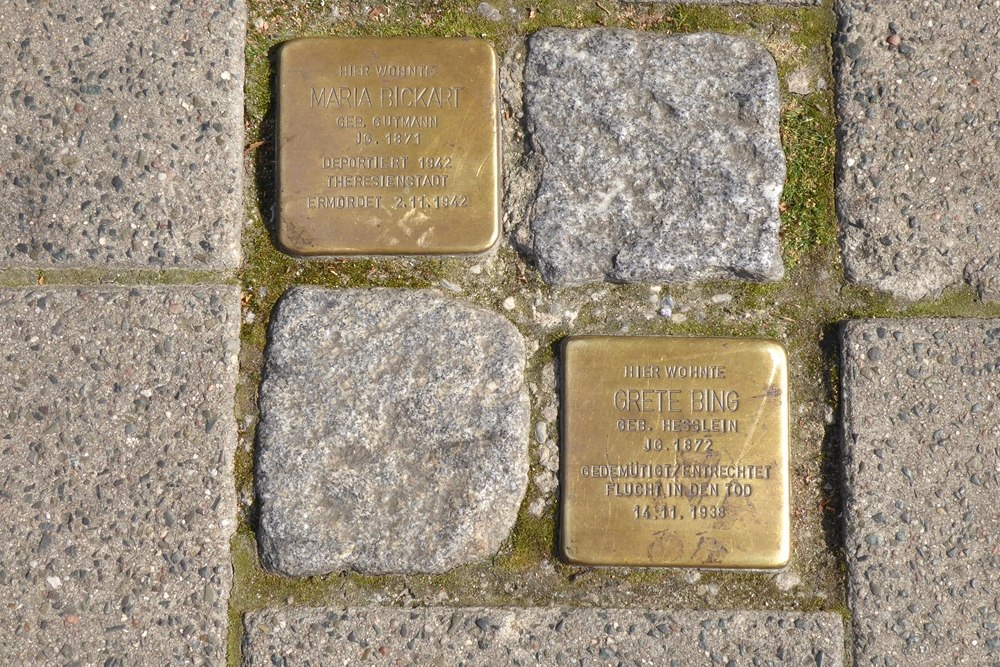 HIER WOHNTE
MARIA BICKART
GEB. GUTMANN
JG. 1871
DEPORTIERT 1942
THERESIENSTADT
ERMORDET 2.11.1942
HIER WOHNTE
GRETE BING
GEB. HESSLEIN
JG. 1872
GEDEMÜTIGT/ENTRECHTET
FLUCHT IN DEN TOD
14.11. 1938